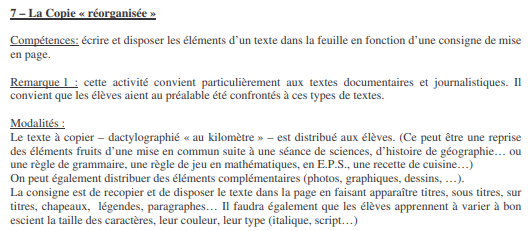 7 – La Copie « réorganisée »
Compétences: écrire et disposer les éléments d'un texte dans la feuille en fonction d'une consigne de mise
en page.
Remarque 1 : cette activité convient particulièrement aux textes documentaires et journalistiques. Il
convient que les élèves aient au préalable été confrontés à ces types de textes.
Modalités :
Le texte à copier – dactylographié « au kilomètre » – est distribué aux élèves. (Ce peut être une reprise
des éléments fruits d'une mise en commun suite à une séance de sciences, d'histoire de géographie… ou
une règle de grammaire, une règle de jeu en mathématiques, en E.P.S., une recette de cuisine…)
On peut également distribuer des éléments complémentaires (photos, graphiques, dessins, …).
La consigne est de recopier et de disposer le texte dans la page en faisant apparaître titres, sous titres, sur
titres, chapeaux, légendes, paragraphes… Il faudra également que les élèves apprennent à varier à bon
escient la taille des caractères, leur couleur, leur type (italique, script…)